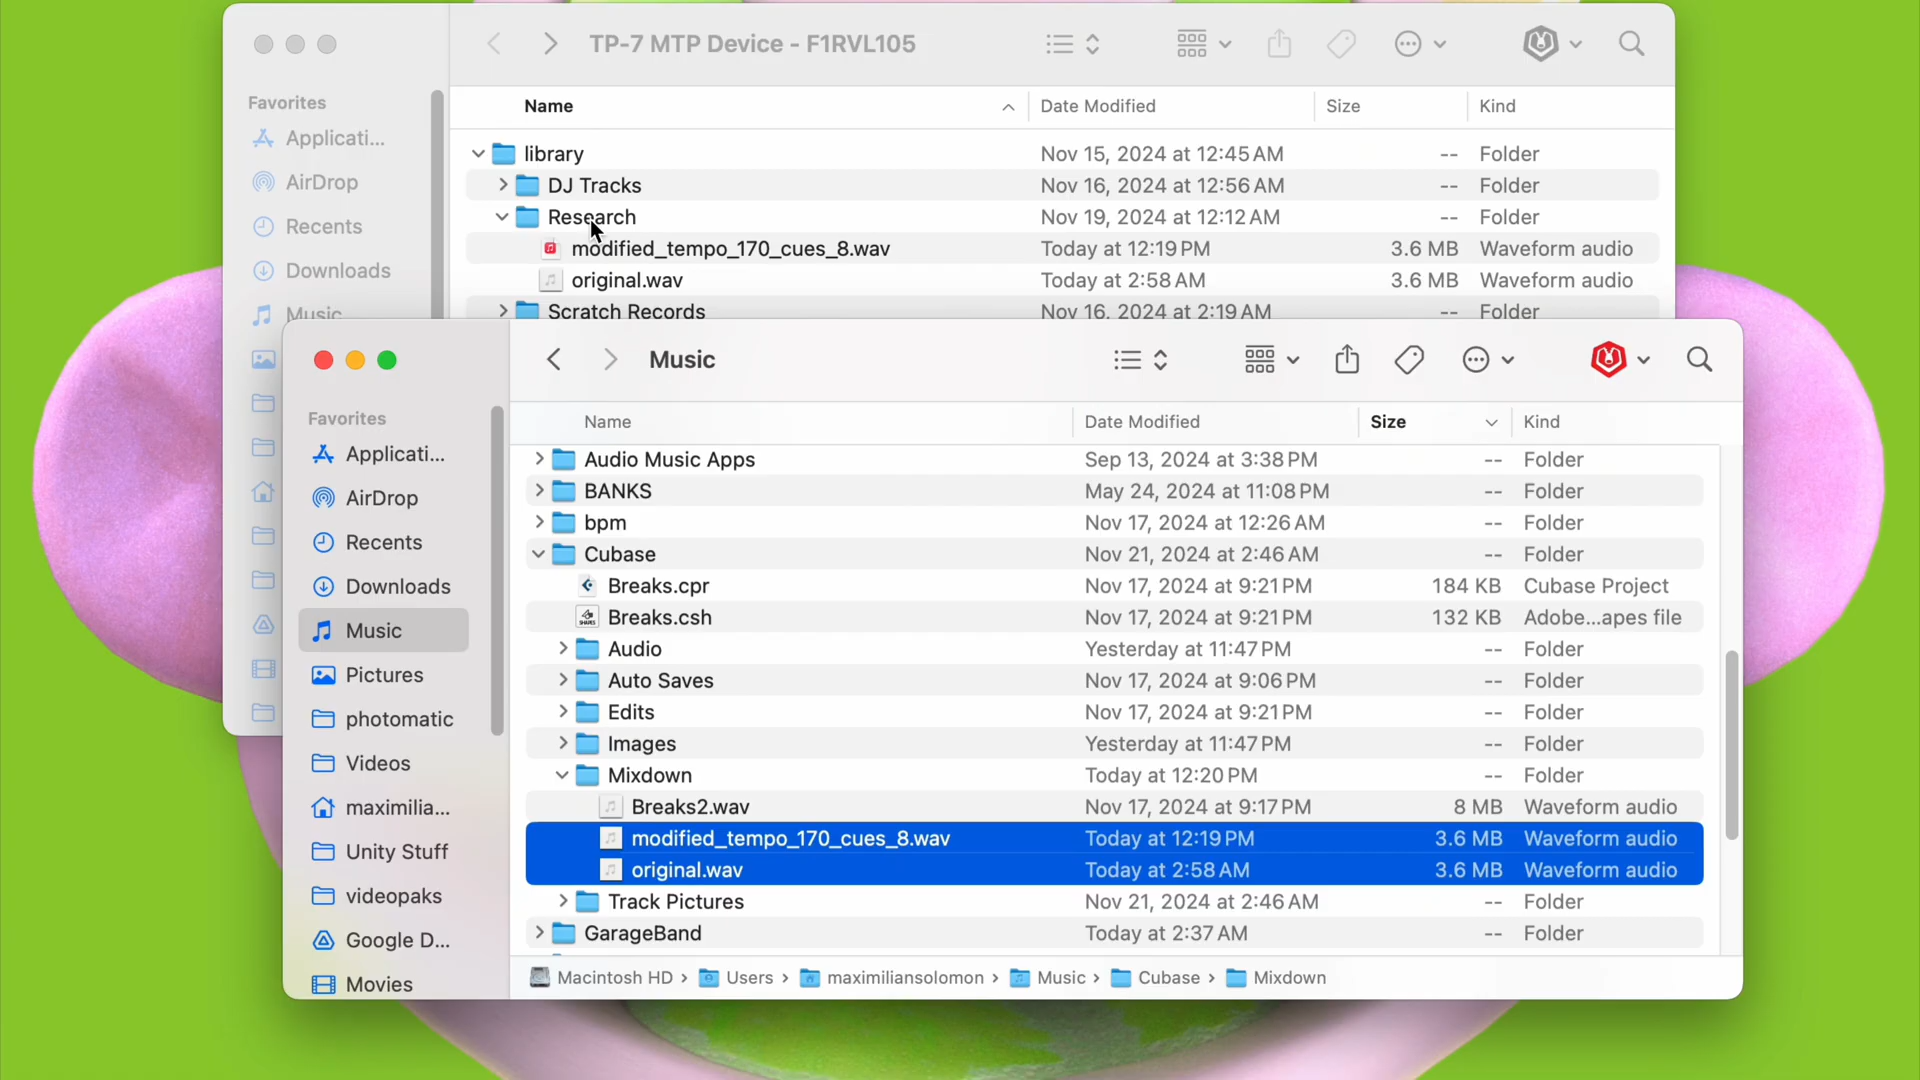 TP-7 MTP Device - F1RVL105
Favorites
Applicati...
AirDrop
Recents
Downloads
Music
Name Date Modified Size Kind
library Nov 15, 2024 at 12:45 AM -- Folder
DJ Tracks Nov 16, 2024 at 12:56 AM -- Folder
Research Nov 19, 2024 at 12:12 AM -- Folder
modified_tempo_170_cues_8.wav Today at 12:19 PM 3.6 MB Waveform audio
original.wav Today at 2:58 AM 3.6 MB Waveform audio
Scratch Records Nov 16, 2024 at 2:19 AM -- Folder
Music
Favorites
Applicati...
AirDrop
Recents
Downloads
Music
Pictures
photomatic
Videos
maximilia...
Unity Stuff
videopaks
Google D...
Movies
Name Date Modified Size Kind
Audio Music Apps Sep 13, 2024 at 3:38 PM -- Folder
BANKS May 24, 2024 at 11:08 PM -- Folder
bpm Nov 17, 2024 at 12:26 AM -- Folder
Cubase Nov 21, 2024 at 2:46 AM -- Folder
Breaks.cpr Nov 17, 2024 at 9:21 PM 184 KB Cubase Project
Breaks.csh Nov 17, 2024 at 9:21 PM 132 KB Adobe...apes file
Audio Yesterday at 11:47 PM -- Folder
Auto Saves Nov 17, 2024 at 9:06 PM -- Folder
Edits Nov 17, 2024 at 9:21 PM -- Folder
Images Yesterday at 11:47 PM -- Folder
Mixdown Today at 12:20 PM -- Folder
Breaks2.wav Nov 17, 2024 at 9:17 PM 8 MB Waveform audio
modified_tempo_170_cues_8.wav Today at 12:19 PM 3.6 MB Waveform audio
original.wav Today at 2:58 AM 3.6 MB Waveform audio
Track Pictures Nov 21, 2024 at 2:46 AM -- Folder
GarageBand Today at 2:37 AM -- Folder
Macintosh HD › Users › maximiliansolomon › Music › Cubase › Mixdown